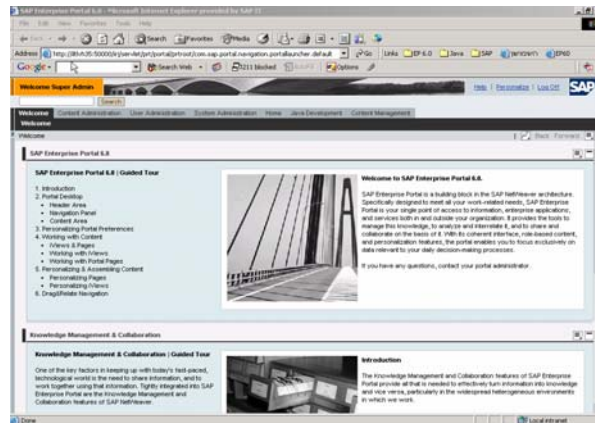 SAP Enterprise Portal 6.0 - Microsoft Internet Explorer provided by SAP IT
File Edit View Favorites Tools Help
Search Favorites Media
Address http://ilthvh35:50000/irj/servlet/prt/portal/prtroot/com.sap.portal.navigation.portallauncher.default Go Links EP 6.0 Java SAP EP60
Google Search Web 211 blocked Options
Welcome Super Admin Help | Personalize | Log Off SAP
Search
Welcome Content Administration User Administration System Administration Home Java Development Content Management
Welcome
Welcome Back Forward
SAP Enterprise Portal 6.0
SAP Enterprise Portal 6.0 | Guided Tour
1. Introduction
2. Portal Desktop
• Header Area
• Navigation Panel
• Content Area
3. Personalizing Portal Preferences
4. Working with Content
• iViews & Pages
• Working with iViews
• Working with Portal Pages
5. Personalizing & Assembling Content
• Personalizing Pages
• Personalizing iViews
6. Drag&Relate Navigation
Welcome to SAP Enterprise Portal 6.0.
SAP Enterprise Portal is a building block in the SAP NetWeaver architecture.
Specifically designed to meet all your work-related needs, SAP Enterprise
Portal is your single point of access to information, enterprise applications,
and services both in and outside your organization. It provides the tools to
manage this knowledge, to analyze and interrelate it, and to share and
collaborate on the basis of it. With its coherent interface, role-based content,
and personalization features, the portal enables you to focus exclusively on
data relevant to your daily decision-making processes.
If you have any questions, contact your portal administrator.
Knowledge Management & Collaboration
Knowledge Management & Collaboration | Guided Tour
One of the key factors in keeping up with today's fast-paced,
technological world is the need to share information, and to
work together using that information. Tightly integrated into SAP
Enterprise Portal are the Knowledge Management and
Collaboration features of SAP NetWeaver.
Introduction
The Knowledge Management and Collaboration features of SAP Enterprise
Portal provide all that is needed to effectively turn information into knowledge
and vice versa, particularly in the widespread heterogeneous environments
in which we work.
Done Local intranet